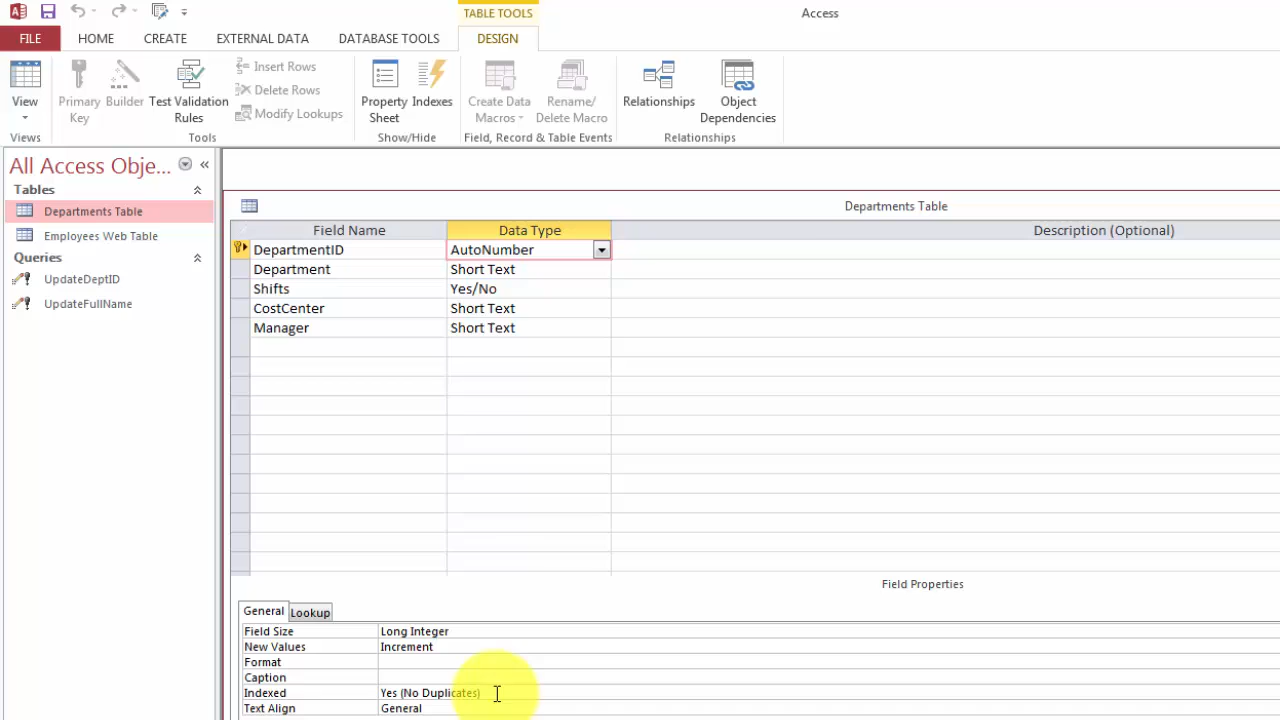 TABLE TOOLS
Access
FILE HOME CREATE EXTERNAL DATA DATABASE TOOLS DESIGN
View
Primary Key
Builder
Test Validation Rules
Insert Rows
Delete Rows
Modify Lookups
Property Sheet
Indexes
Create Data Macros
Rename/ Delete Macro
Relationships
Object Dependencies
Views Tools Show/Hide Field, Record & Table Events Relationships
All Access Obje...
Tables
Departments Table
Employees Web Table
Queries
UpdateDeptID
UpdateFullName
Departments Table
Field Name Data Type Description (Optional)
DepartmentID AutoNumber
Department Short Text
Shifts Yes/No
CostCenter Short Text
Manager Short Text
Field Properties
General Lookup
Field Size Long Integer
New Values Increment
Format
Caption
Indexed Yes (No Duplicates)
Text Align General